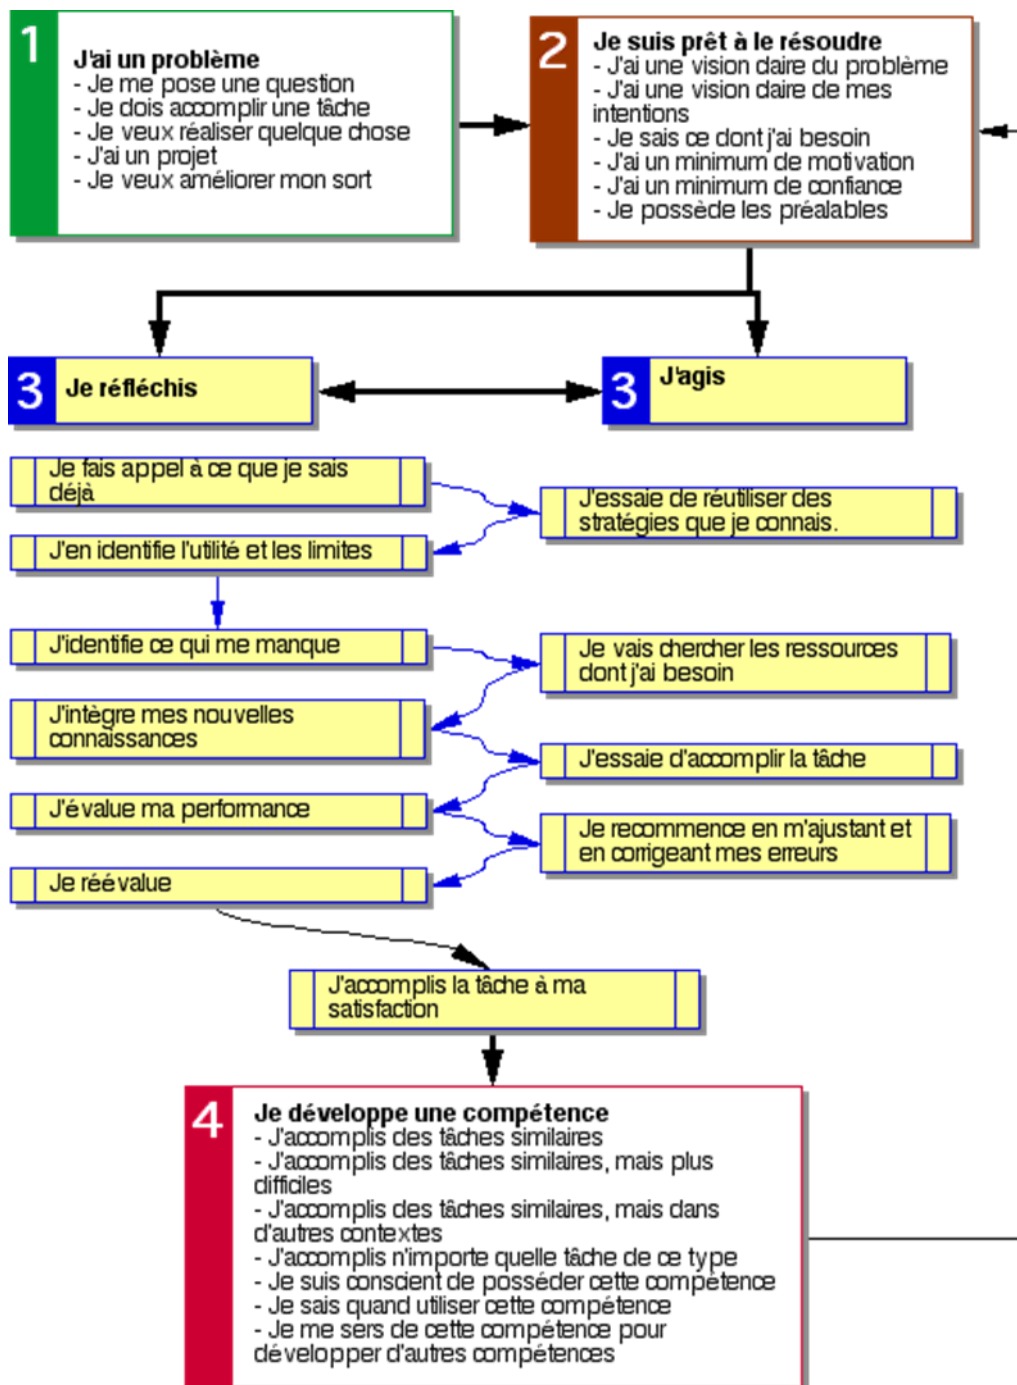 1
J'ai un problème
- Je me pose une question
- Je dois accomplir une tâche
- Je veux réaliser quelque chose
- J'ai un projet
- Je veux améliorer mon sort
2
Je suis prêt à le résoudre
- J'ai une vision claire du problème
- J'ai une vision claire de mes
intentions
- Je sais ce dont j'ai besoin
- J'ai un minimum de motivation
- J'ai un minimum de confiance
- Je possède les préalables
3
Je réfléchis
3
J'agis
Je fais appel à ce que je sais
déjà
J'essaie de réutiliser des
stratégies que je connais.
J'en identifie l'utilité et les limites
J'identifie ce qui me manque
Je vais chercher les ressources
dont j'ai besoin
J'intègre mes nouvelles
connaissances
J'essaie d'accomplir la tâche
J'évalue ma performance
Je recommence en m'ajustant et
en corrigeant mes erreurs
Je réévalue
J'accomplis la tâche à ma
satisfaction
4
Je développe une compétence
- J'accomplis des tâches similaires
- J'accomplis des tâches similaires, mais plus
difficiles
- J'accomplis des tâches similaires, mais dans
d'autres contextes
- J'accomplis n'importe quelle tâche de ce type
- Je suis conscient de posséder cette compétence
- Je sais quand utiliser cette compétence
- Je me sers de cette compétence pour
développer d'autres compétences